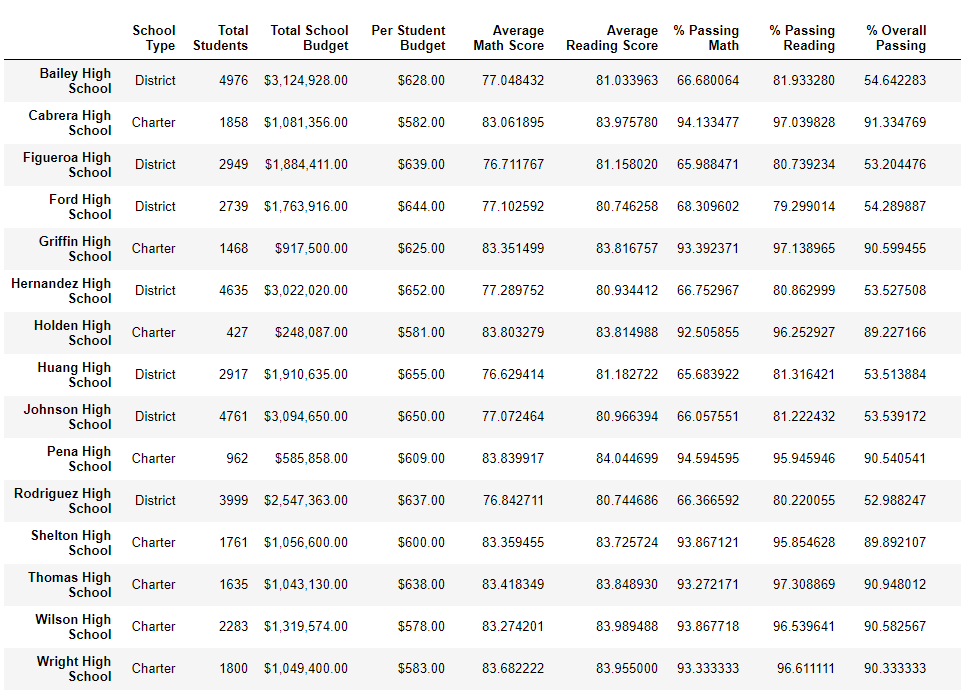 School Total Total School Per Student Average Average % Passing % Passing % Overall
Type Students Budget Budget Math Score Reading Score Math Reading Passing
Bailey High School District 4976 $3,124,928.00 $628.00 77.048432 81.033963 66.680064 81.933280 54.642283
Cabrera High School Charter 1858 $1,081,356.00 $582.00 83.061895 83.975780 94.133477 97.039828 91.334769
Figueroa High School District 2949 $1,884,411.00 $639.00 76.711767 81.158020 65.988471 80.739234 53.204476
Ford High School District 2739 $1,763,916.00 $644.00 77.102592 80.746258 68.309602 79.299014 54.289887
Griffin High School Charter 1468 $917,500.00 $625.00 83.351499 83.816757 93.392371 97.138965 90.599455
Hernandez High School District 4635 $3,022,020.00 $652.00 77.289752 80.934412 66.752967 80.862999 53.527508
Holden High School Charter 427 $248,087.00 $581.00 83.803279 83.814988 92.505855 96.252927 89.227166
Huang High School District 2917 $1,910,635.00 $655.00 76.629414 81.182722 65.683922 81.316421 53.513884
Johnson High School District 4761 $3,094,650.00 $650.00 77.072464 80.966394 66.057551 81.222432 53.539172
Pena High School Charter 962 $585,858.00 $609.00 83.839917 84.044699 94.594595 95.945946 90.540541
Rodriguez High School District 3999 $2,547,363.00 $637.00 76.842711 80.744686 66.366592 80.220055 52.988247
Shelton High School Charter 1761 $1,056,600.00 $600.00 83.359455 83.725724 93.867121 95.854628 89.892107
Thomas High School Charter 1635 $1,043,130.00 $638.00 83.418349 83.848930 93.272171 97.308869 90.948012
Wilson High School Charter 2283 $1,319,574.00 $578.00 83.274201 83.989488 93.867718 96.539641 90.582567
Wright High School Charter 1800 $1,049,400.00 $583.00 83.682222 83.955000 93.333333 96.611111 90.333333